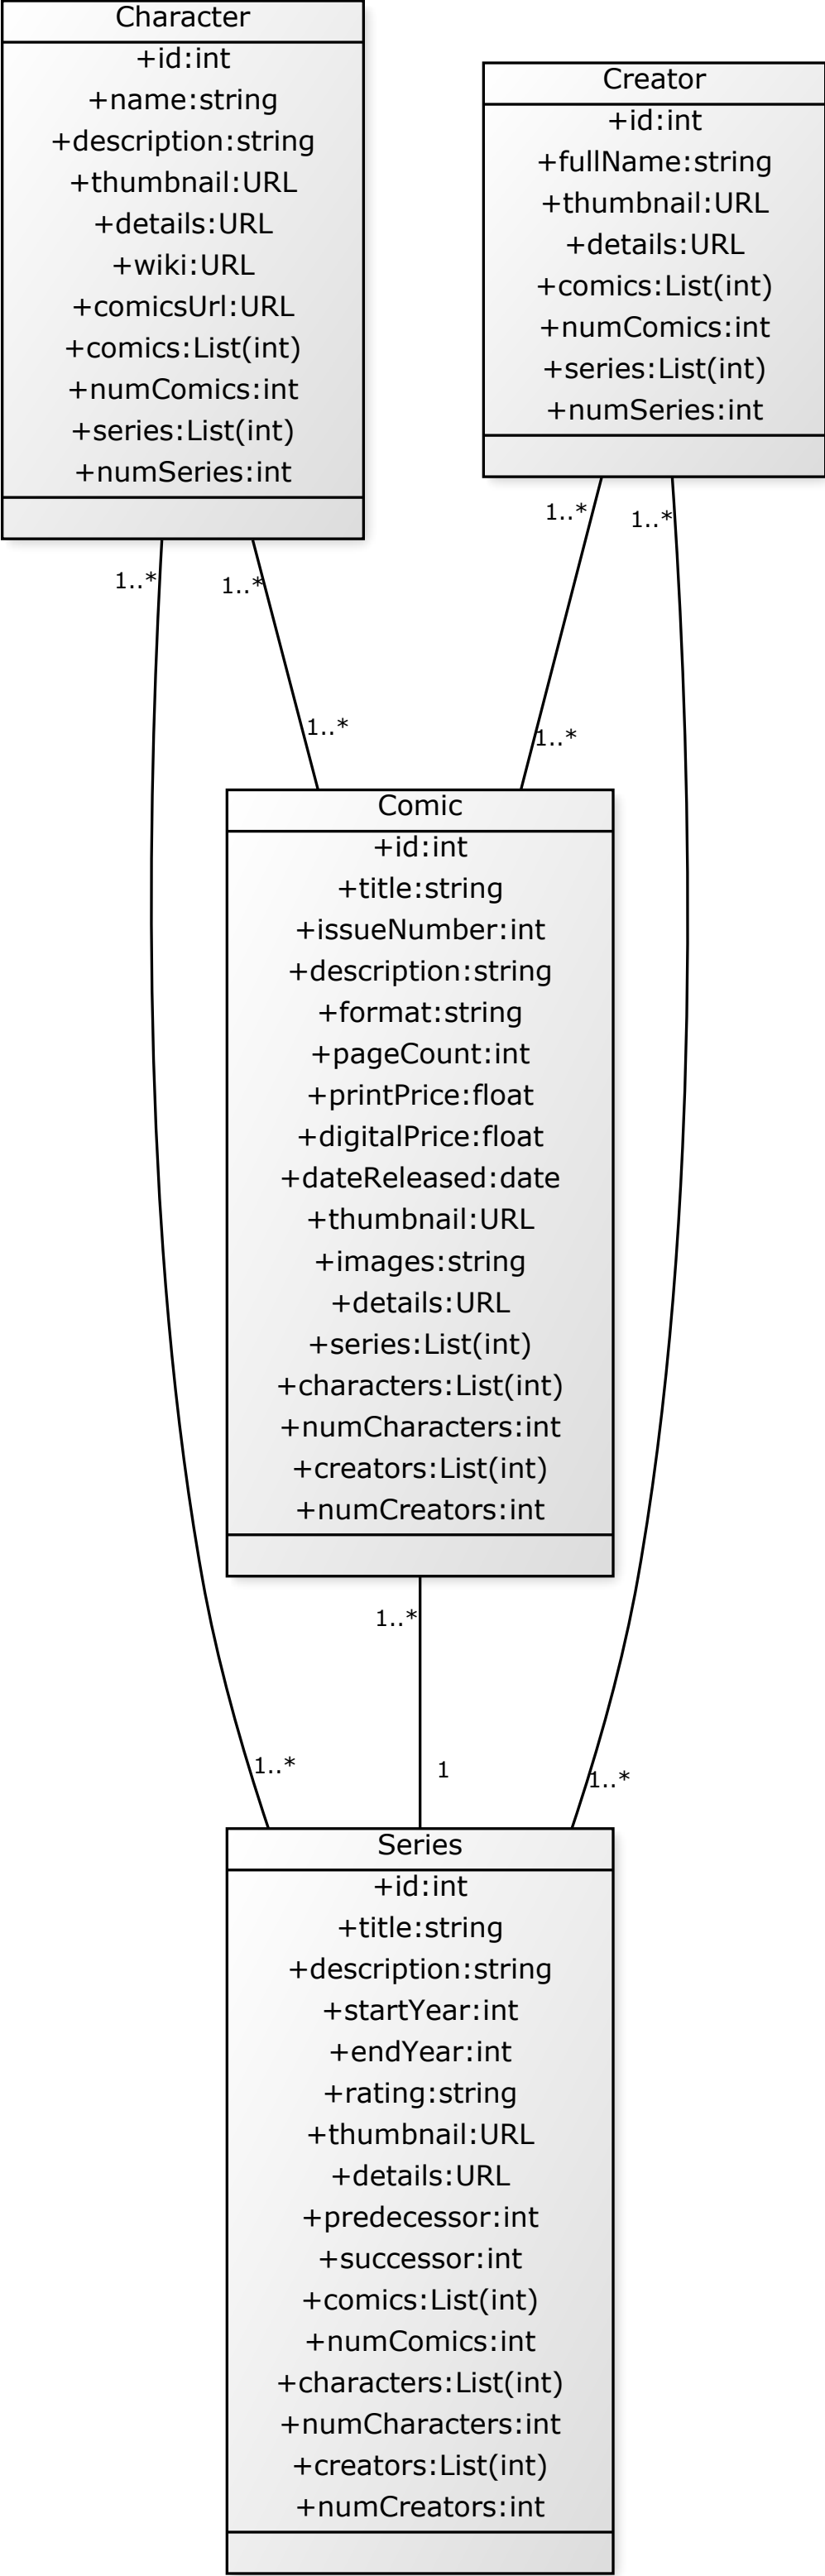 Character
+id:int
+name:string
+description:string
+thumbnail:URL
+details:URL
+wiki:URL
+comicsUrl:URL
+comics:List(int)
+numComics:int
+series:List(int)
+numSeries:int
Creator
+id:int
+fullName:string
+thumbnail:URL
+details:URL
+comics:List(int)
+numComics:int
+series:List(int)
+numSeries:int
1..*
1..*
1..*
1..*
1..*
1..*
Comic
+id:int
+title:string
+issueNumber:int
+description:string
+format:string
+pageCount:int
+printPrice:float
+digitalPrice:float
+dateReleased:date
+thumbnail:URL
+images:string
+details:URL
+series:List(int)
+characters:List(int)
+numCharacters:int
+creators:List(int)
+numCreators:int
1..*
1..*
1
1..*
Series
+id:int
+title:string
+description:string
+startYear:int
+endYear:int
+rating:string
+thumbnail:URL
+details:URL
+predecessor:int
+successor:int
+comics:List(int)
+numComics:int
+characters:List(int)
+numCharacters:int
+creators:List(int)
+numCreators:int